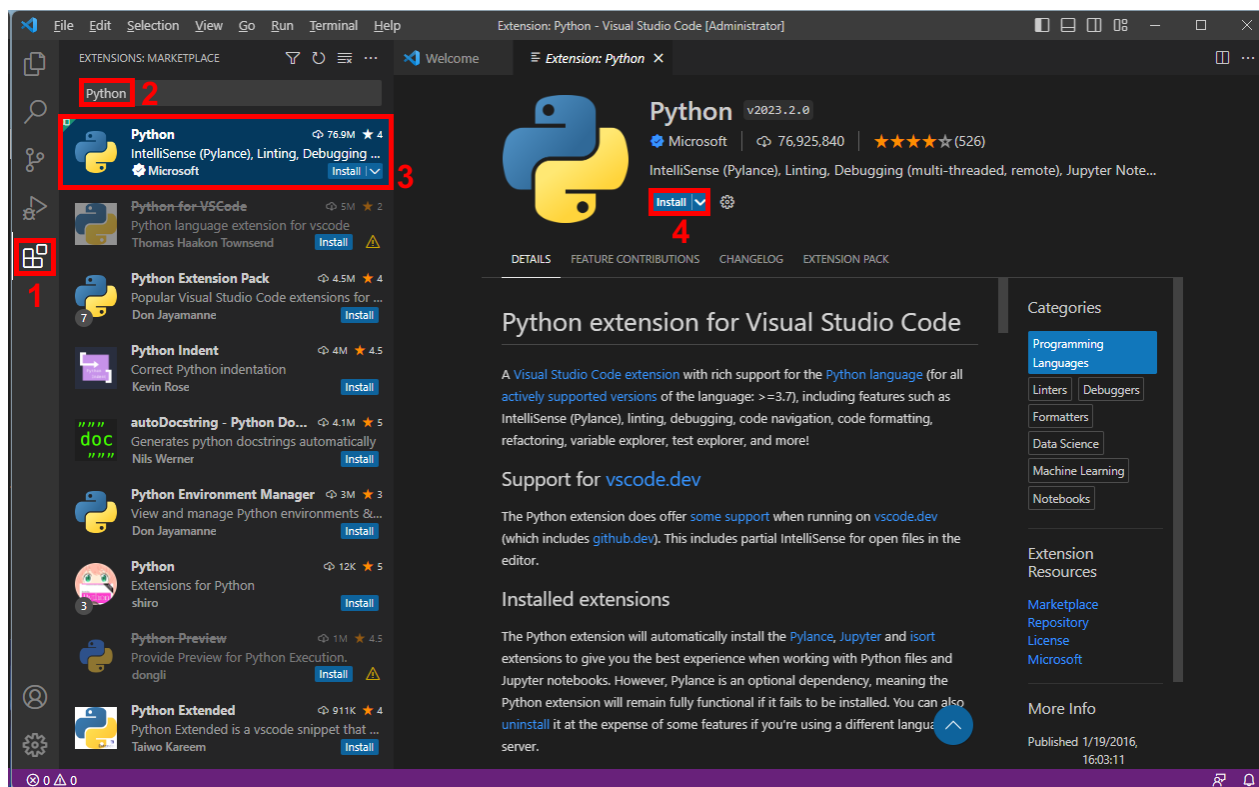 File Edit Selection View Go Run Terminal Help
Extension: Python - Visual Studio Code [Administrator]
EXTENSIONS: MARKETPLACE
Python
2
Python 76.9M 4
IntelliSense (Pylance), Linting, Debugging ...
Microsoft Install
3
Python for VSCode 5M 2
Python language extension for vscode
Thomas Haakon Townsend Install
1
Python Extension Pack 4.5M 4
Popular Visual Studio Code extensions for ...
7 Don Jayamanne Install
Python Indent 4M 4.5
Correct Python indentation
Kevin Rose Install
""" doc """
autoDocstring - Python Do... 4.1M 5
Generates python docstrings automatically
Nils Werner Install
Python Environment Manager 3M 3
View and manage Python environments &...
Don Jayamanne Install
Python 12K 5
Extensions for Python
3 shiro Install
Python Preview 1M 4.5
Provide Preview for Python Execution.
dongli Install
Python Extended 911K 4
Python Extended is a vscode snippet that ...
Taiwo Kareem Install
Welcome
Extension: Python
Python v2023.2.0
Microsoft 76,925,840 (526)
IntelliSense (Pylance), Linting, Debugging (multi-threaded, remote), Jupyter Note...
Install
4
DETAILS FEATURE CONTRIBUTIONS CHANGELOG EXTENSION PACK
Python extension for Visual Studio Code
A Visual Studio Code extension with rich support for the Python language (for all
actively supported versions of the language: >=3.7), including features such as
IntelliSense (Pylance), linting, debugging, code navigation, code formatting,
refactoring, variable explorer, test explorer, and more!
Support for vscode.dev
The Python extension does offer some support when running on vscode.dev
(which includes github.dev). This includes partial IntelliSense for open files in the
editor.
Installed extensions
The Python extension will automatically install the Pylance, Jupyter and isort
extensions to give you the best experience when working with Python files and
Jupyter notebooks. However, Pylance is an optional dependency, meaning the
Python extension will remain fully functional if it fails to be installed. You can also
uninstall it at the expense of some features if you're using a different
server.
Categories
Programming
Languages
Linters Debuggers
Formatters
Data Science
Machine Learning
Notebooks
Extension
Resources
Marketplace
Repository
License
Microsoft
More Info
Published 1/19/2016,
16:03:11
0 0